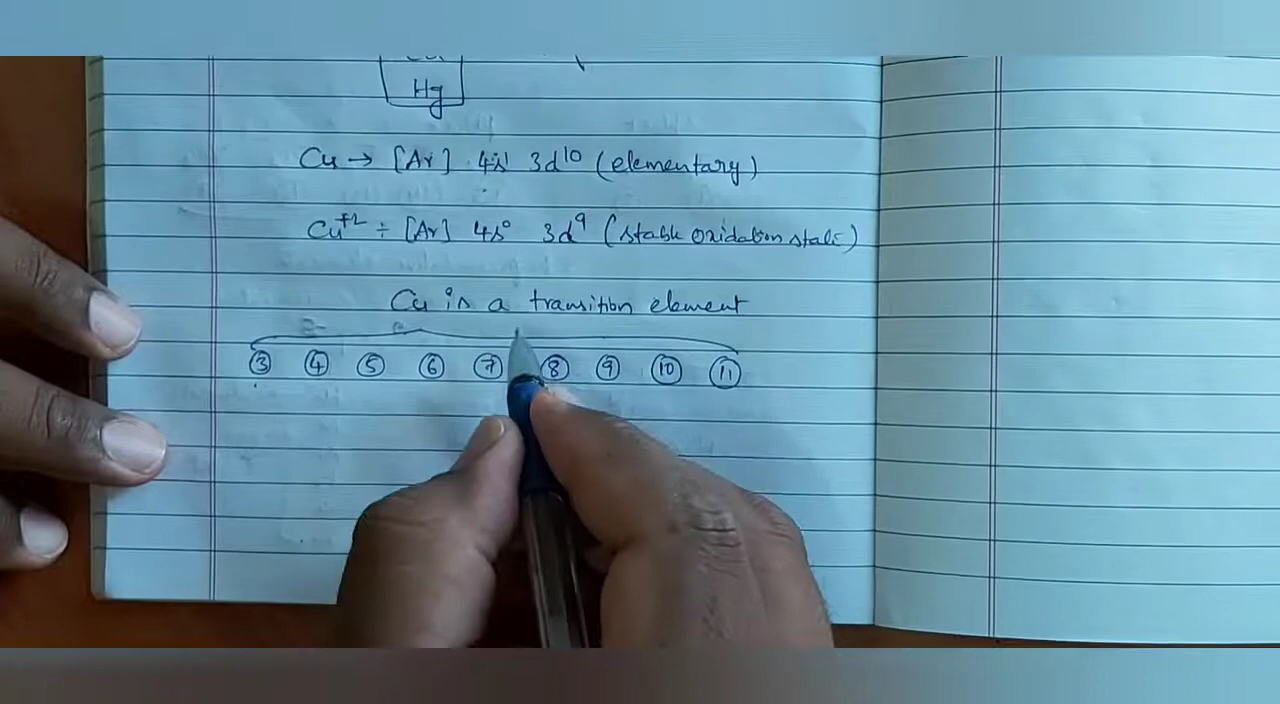 Hg
Cu → [Ar] 4s¹ 3d¹⁰ (elementary)
Cu⁺² ÷ [Ar] 4s⁰ 3d⁹ (stable oxidation state)
Cu is a transition element
③ ④ ⑤ ⑥ ⑦ ⑧ ⑨ ⑩ ⑪